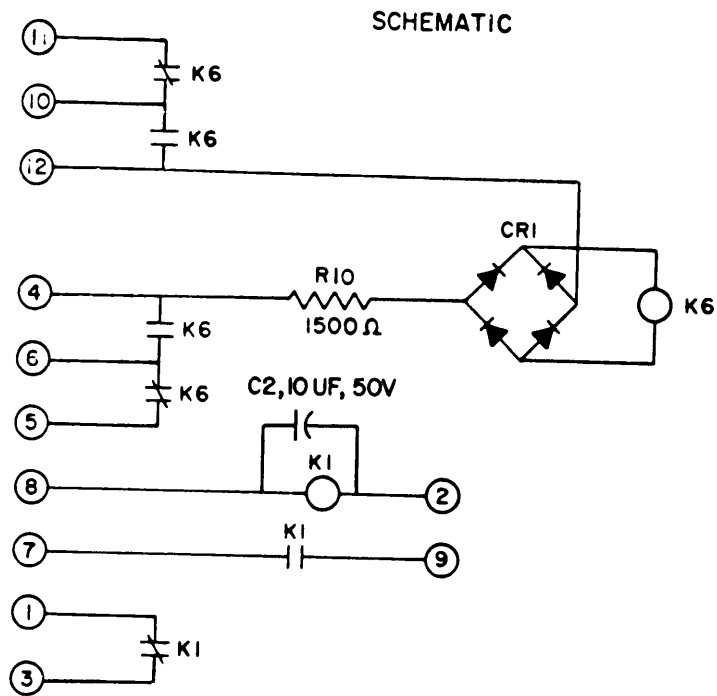 SCHEMATIC
11
K6
10
K6
12
CR1
4
R10
1500 Ω
K6
K6
6
K6
5
C2, 10 UF, 50V
K1
8
2
K1
7
9
1
K1
3